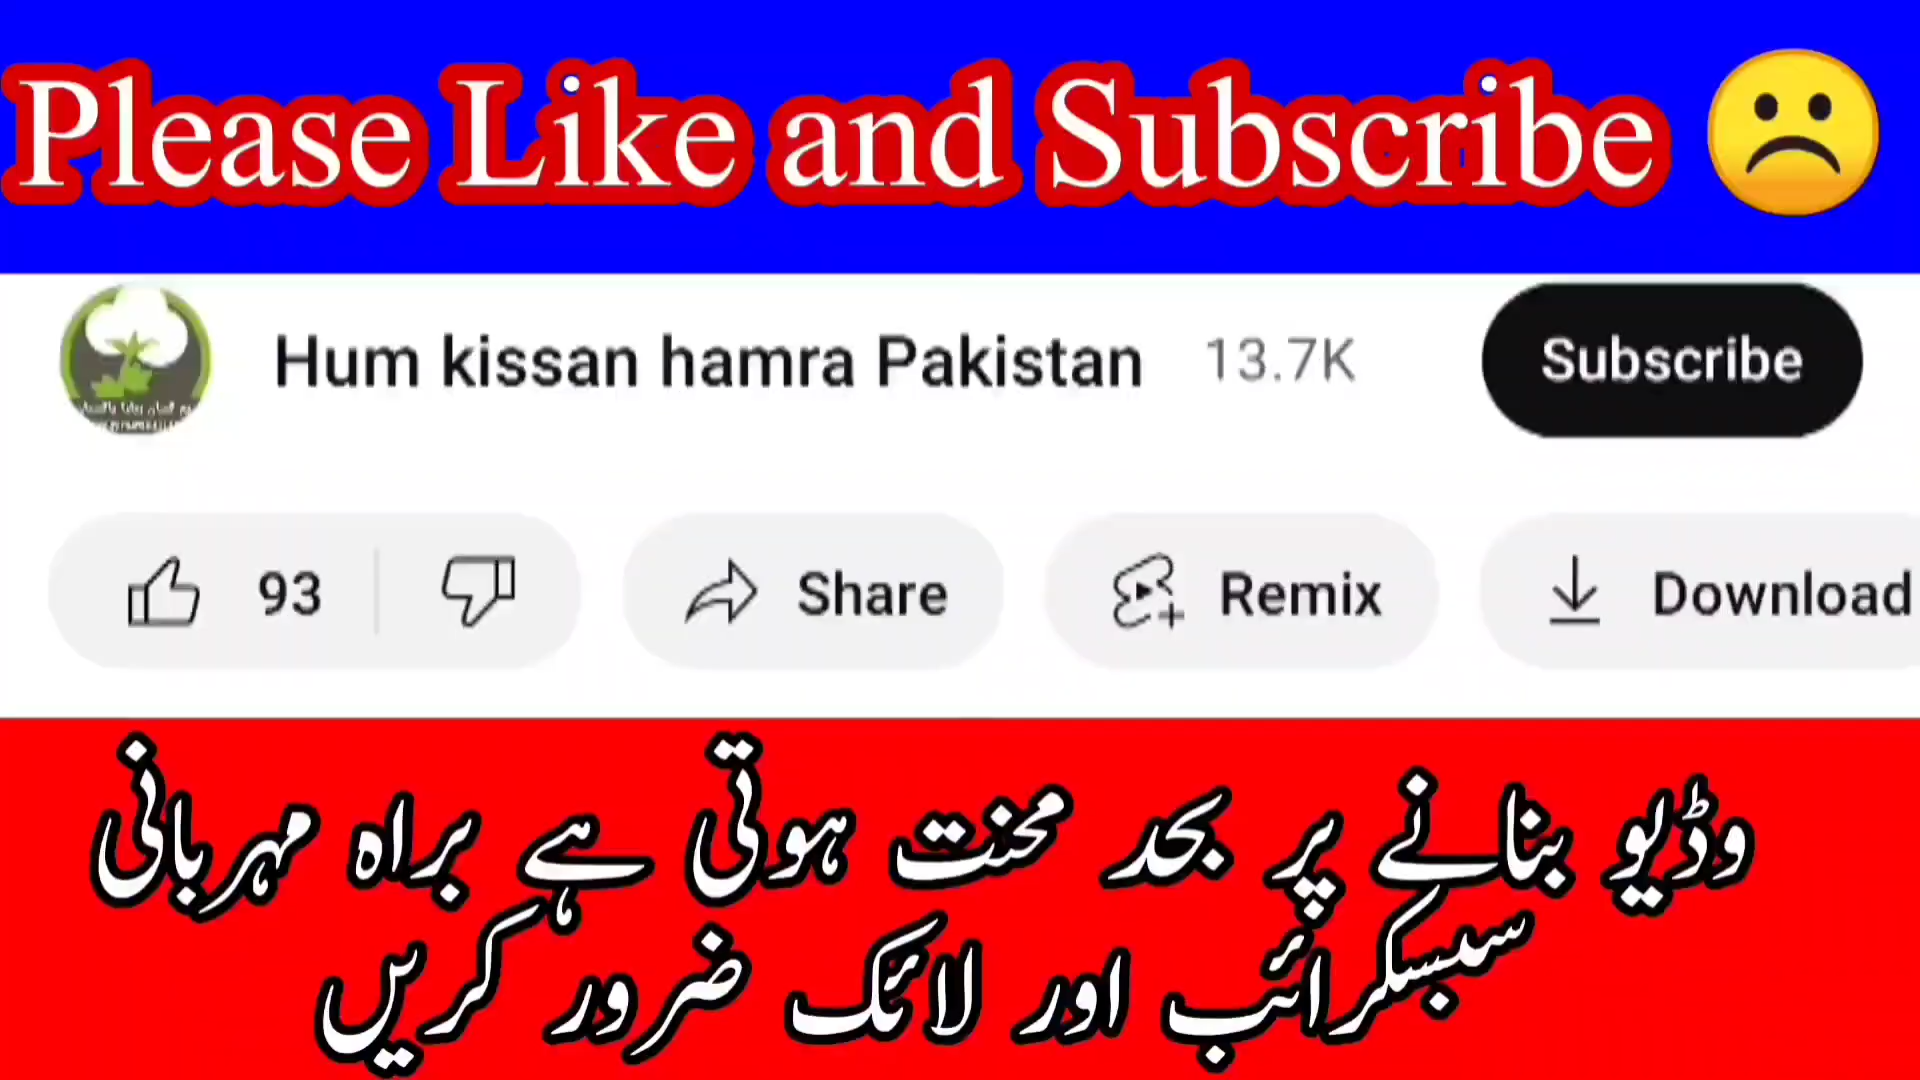 Please Like and Subscribe ☹
Hum kissan hamra Pakistan 13.7K Subscribe
93 Share Remix Download
وڈیو بنانے پر بحد محنت ہوتی ہے براہ مہربانی
سبسکرائب اور لائک ضرور کریں